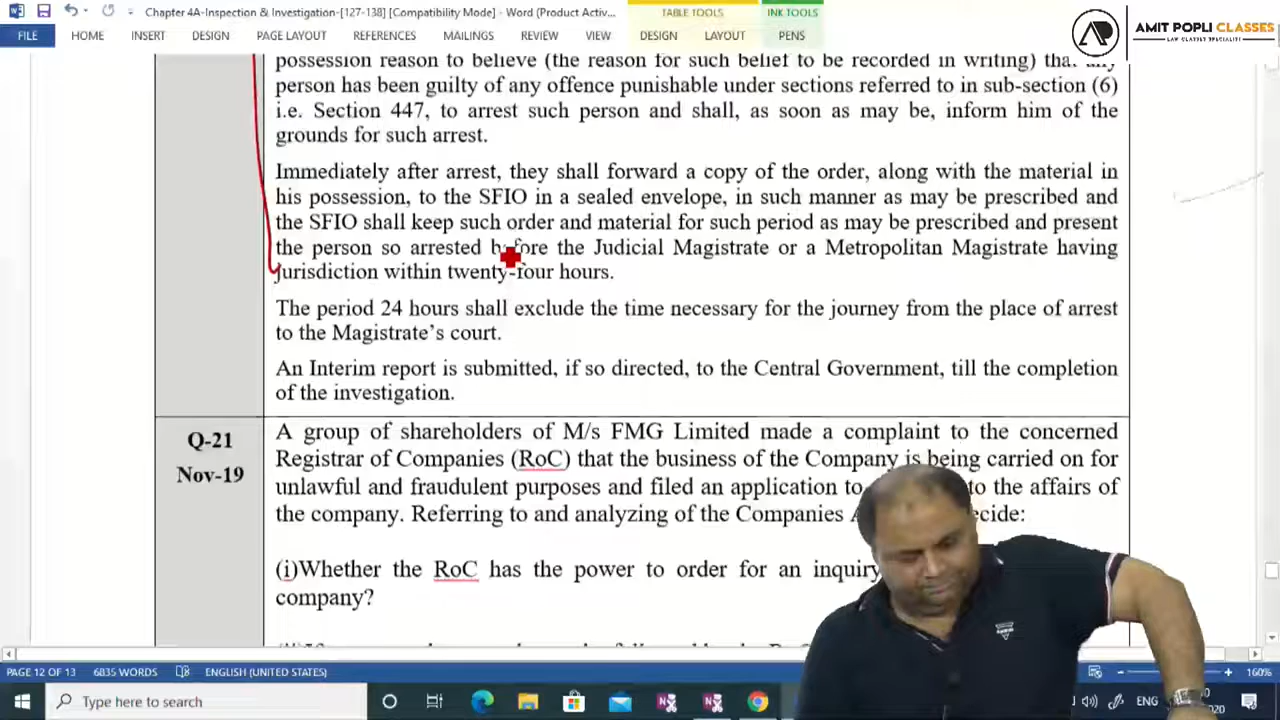 Chapter 4A-Inspection & Investigation-[127-138] [Compatibility Mode] - Word (Product Activ...
TABLE TOOLS
INK TOOLS
FILE
HOME
INSERT
DESIGN
PAGE LAYOUT
REFERENCES
MAILINGS
REVIEW
VIEW
DESIGN
LAYOUT
PENS
AMIT POPLI CLASSES
LAW CLASSES SPECIALIST
possession reason to believe (the reason for such belief to be recorded in writing) that any
person has been guilty of any offence punishable under sections referred to in sub-section (6)
i.e. Section 447, to arrest such person and shall, as soon as may be, inform him of the
grounds for such arrest.
Immediately after arrest, they shall forward a copy of the order, along with the material in
his possession, to the SFIO in a sealed envelope, in such manner as may be prescribed and
the SFIO shall keep such order and material for such period as may be prescribed and present
the person so arrested before the Judicial Magistrate or a Metropolitan Magistrate having
jurisdiction within twenty-four hours.
The period 24 hours shall exclude the time necessary for the journey from the place of arrest
to the Magistrate's court.
An Interim report is submitted, if so directed, to the Central Government, till the completion
of the investigation.
Q-21
Nov-19
A group of shareholders of M/s FMG Limited made a complaint to the concerned
Registrar of Companies (RoC) that the business of the Company is being carried on for
unlawful and fraudulent purposes and filed an application to to the affairs of
the company. Referring to and analyzing of the Companies
(i)Whether the RoC has the power to order for an inquiry
company?
PAGE 12 OF 13
6835 WORDS
ENGLISH (UNITED STATES)
160%
Type here to search
ENG